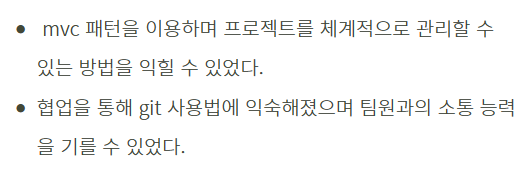 ● mvc 패턴을 이용하며 프로젝트를 체계적으로 관리할 수
있는 방법을 익힐 수 있었다.
● 협업을 통해 git 사용법에 익숙해졌으며 팀원과의 소통 능력
을 기를 수 있었다.